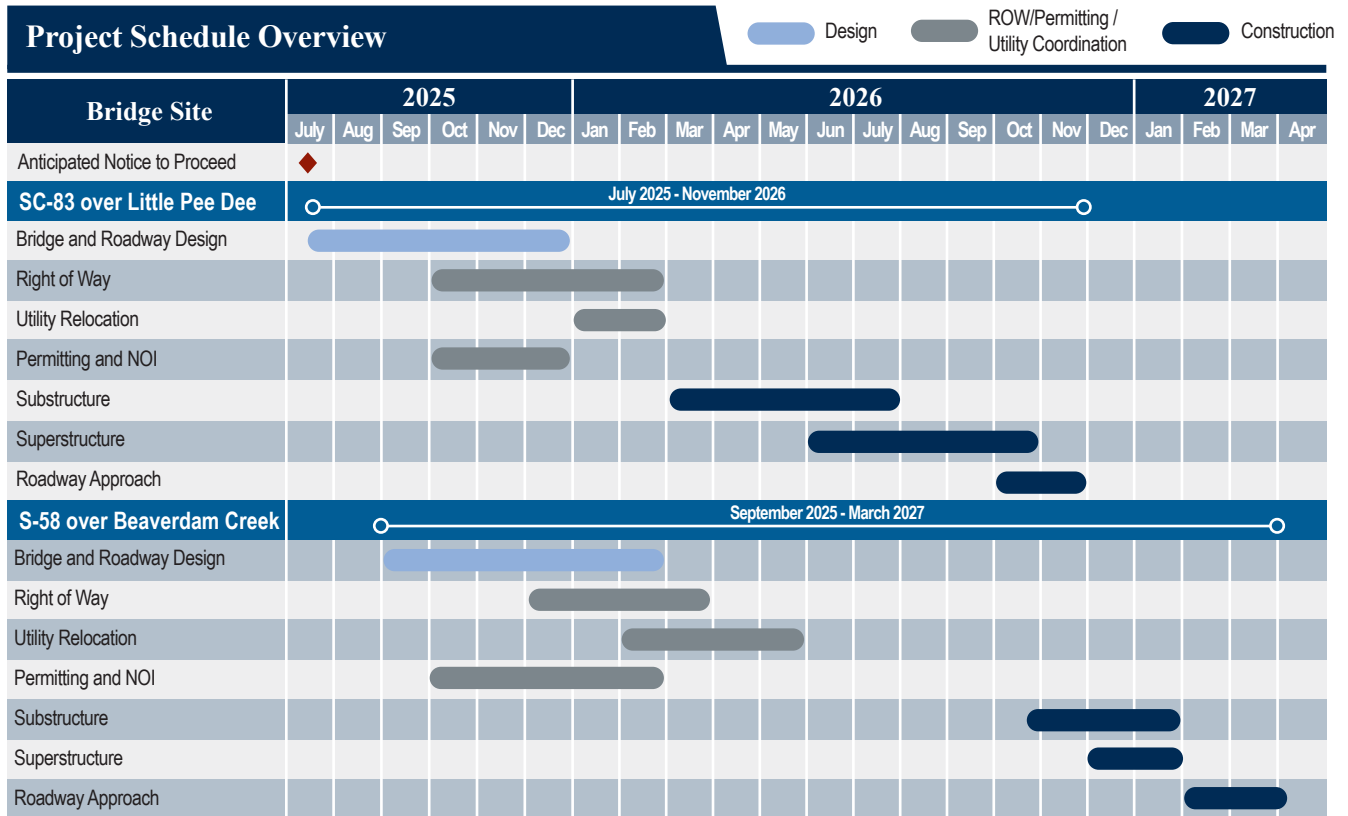 Project Schedule Overview
Design
ROW/Permitting /
Utility Coordination
Construction
Bridge Site
2025
2026
2027
July Aug Sep Oct Nov Dec Jan Feb Mar Apr May Jun July Aug Sep Oct Nov Dec Jan Feb Mar Apr
Anticipated Notice to Proceed
SC-83 over Little Pee Dee
July 2025 - November 2026
Bridge and Roadway Design
Right of Way
Utility Relocation
Permitting and NOI
Substructure
Superstructure
Roadway Approach
S-58 over Beaverdam Creek
September 2025 - March 2027
Bridge and Roadway Design
Right of Way
Utility Relocation
Permitting and NOI
Substructure
Superstructure
Roadway Approach